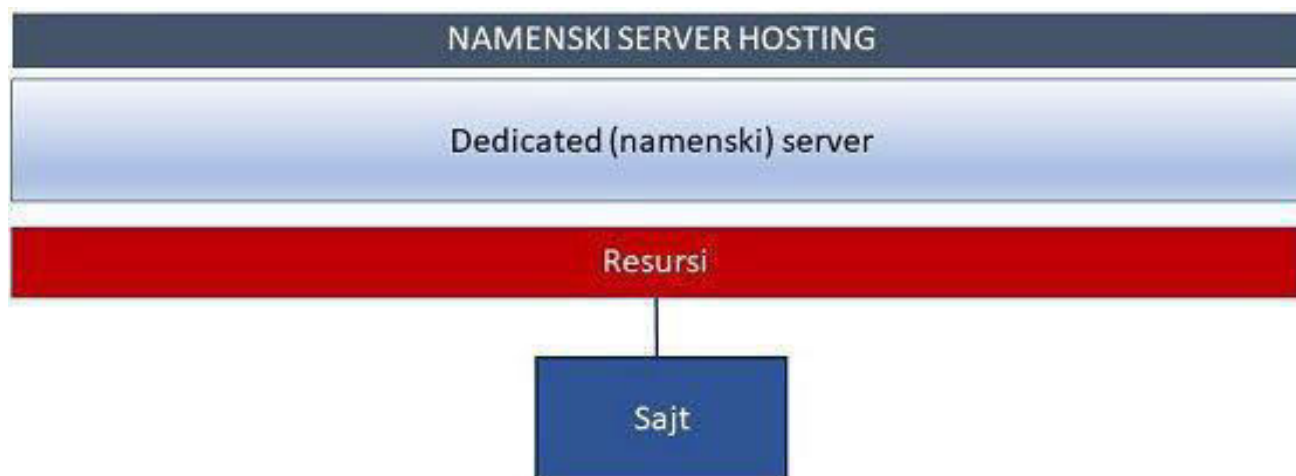 NAMENSKI SERVER HOSTING
Dedicated (namenski) server
Resursi
Sajt